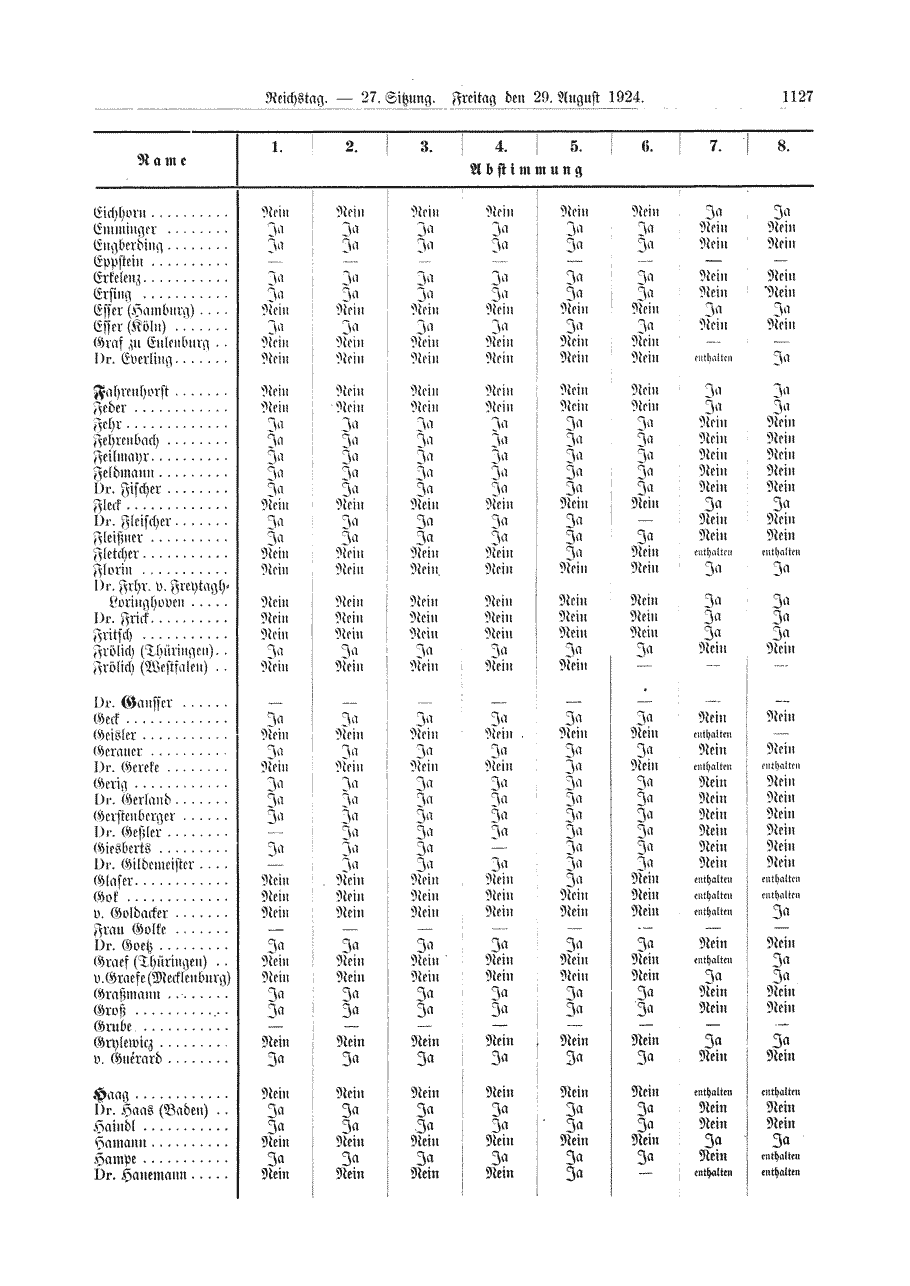 Reichstag. — 27. Sitzung. Freitag den 29. August 1924. 1127
Name 1. 2. 3. 4. 5. 6. 7. 8.
Abstimmung
Eichhorn . . . . . . . . . . Nein Nein Nein Nein Nein Nein Ja Ja
Emminger . . . . . . . . Ja Ja Ja Ja Ja Ja Nein Nein
Engberding . . . . . . . . Ja Ja Ja Ja Ja Ja Nein Nein
Eppstein . . . . . . . . . . — — — — — — — —
Erkelenz . . . . . . . . . . . Ja Ja Ja Ja Ja Ja Nein Nein
Ersing . . . . . . . . . . . Ja Ja Ja Ja Ja Ja Nein Nein
Esser (Hamburg) . . . . Nein Nein Nein Nein Nein Nein Ja Ja
Esser (Köln) . . . . . . . Ja Ja Ja Ja Ja Ja Nein Nein
Graf zu Eulenburg . . Nein Nein Nein Nein Nein Nein — —
Dr. Everling . . . . . . . Nein Nein Nein Nein Nein Nein enthalten Ja
Fahrenhorst . . . . . . . Nein Nein Nein Nein Nein Nein Ja Ja
Feder . . . . . . . . . . . . Nein Nein Nein Nein Nein Nein Ja Ja
Fehr . . . . . . . . . . . . . Ja Ja Ja Ja Ja Ja Nein Nein
Fehrenbach . . . . . . . . Ja Ja Ja Ja Ja Ja Nein Nein
Feilmayr . . . . . . . . . . Ja Ja Ja Ja Ja Ja Nein Nein
Feldmann . . . . . . . . . Ja Ja Ja Ja Ja Ja Nein Nein
Dr. Fischer . . . . . . . . Ja Ja Ja Ja Ja Ja Nein Nein
Fleck . . . . . . . . . . . . . Nein Nein Nein Nein Nein Nein Ja Ja
Dr. Fleischer . . . . . . . Ja Ja Ja Ja Ja — Nein Nein
Fleißner . . . . . . . . . . Ja Ja Ja Ja Ja Ja Nein Nein
Fletcher . . . . . . . . . . . Nein Nein Nein Nein Ja Nein enthalten enthalten
Florin . . . . . . . . . . . Nein Nein Nein Nein Nein Nein Ja Ja
Dr. Frhr. v. Freytagh-
Loringhoven . . . . . Nein Nein Nein Nein Nein Nein Ja Ja
Dr. Frick . . . . . . . . . . Nein Nein Nein Nein Nein Nein Ja Ja
Fritsch . . . . . . . . . . . Nein Nein Nein Nein Nein Nein Ja Ja
Frölich (Thüringen) . . Ja Ja Ja Ja Ja Ja Nein Nein
Frölich (Westfalen) . . Nein Nein Nein Nein Nein — — —
Dr. Gansser . . . . . . — — — — — — — —
Geck . . . . . . . . . . . . . Ja Ja Ja Ja Ja Ja Nein Nein
Geisler . . . . . . . . . . . Nein Nein Nein Nein Nein Nein enthalten —
Gerauer . . . . . . . . . . Ja Ja Ja Ja Ja Ja Nein Nein
Dr. Gereke . . . . . . . . Nein Nein Nein Nein Ja Nein enthalten enthalten
Gerig . . . . . . . . . . . . Ja Ja Ja Ja Ja Ja Nein Nein
Dr. Gerland . . . . . . . Ja Ja Ja Ja Ja Ja Nein Nein
Gerstenberger . . . . . . Ja Ja Ja Ja Ja Ja Nein Nein
Dr. Geßler . . . . . . . . — Ja Ja Ja Ja Ja Nein Nein
Giesberts . . . . . . . . . Ja Ja Ja — Ja Ja Nein Nein
Dr. Gildemeister . . . . — Ja Ja Ja Ja Ja Nein Nein
Glaser . . . . . . . . . . . . Nein Nein Nein Nein Ja Nein enthalten enthalten
Gok . . . . . . . . . . . . . Nein Nein Nein Nein Nein Nein enthalten enthalten
v. Goldacker . . . . . . . Nein Nein Nein Nein Nein Nein enthalten Ja
Frau Golke . . . . . . . — — — — — — — —
Dr. Goetz . . . . . . . . . Ja Ja Ja Ja Ja Ja Nein Nein
Graef (Thüringen) . . Nein Nein Nein Nein Nein Nein enthalten Ja
v. Graefe (Mecklenburg) Nein Nein Nein Nein Nein Nein Ja Ja
Graßmann . . . . . . . . Ja Ja Ja Ja Ja Ja Nein Nein
Groß . . . . . . . . . . . . Ja Ja Ja Ja Ja Ja Nein Nein
Grube . . . . . . . . . . . — — — — — — — —
Grylewicz . . . . . . . . . Nein Nein Nein Nein Nein Nein Ja Ja
v. Guérard . . . . . . . . Ja Ja Ja Ja Ja Ja Nein Nein
Haag . . . . . . . . . . . . Nein Nein Nein Nein Nein Nein enthalten enthalten
Dr. Haas (Baden) . . Ja Ja Ja Ja Ja Ja Nein Nein
Haindl . . . . . . . . . . . Ja Ja Ja Ja Ja Ja Nein Nein
Hamann . . . . . . . . . . Nein Nein Nein Nein Nein Nein Ja Ja
Hampe . . . . . . . . . . . Ja Ja Ja Ja Ja Ja Nein enthalten
Dr. Hanemann . . . . . Nein Nein Nein Nein Ja — enthalten enthalten